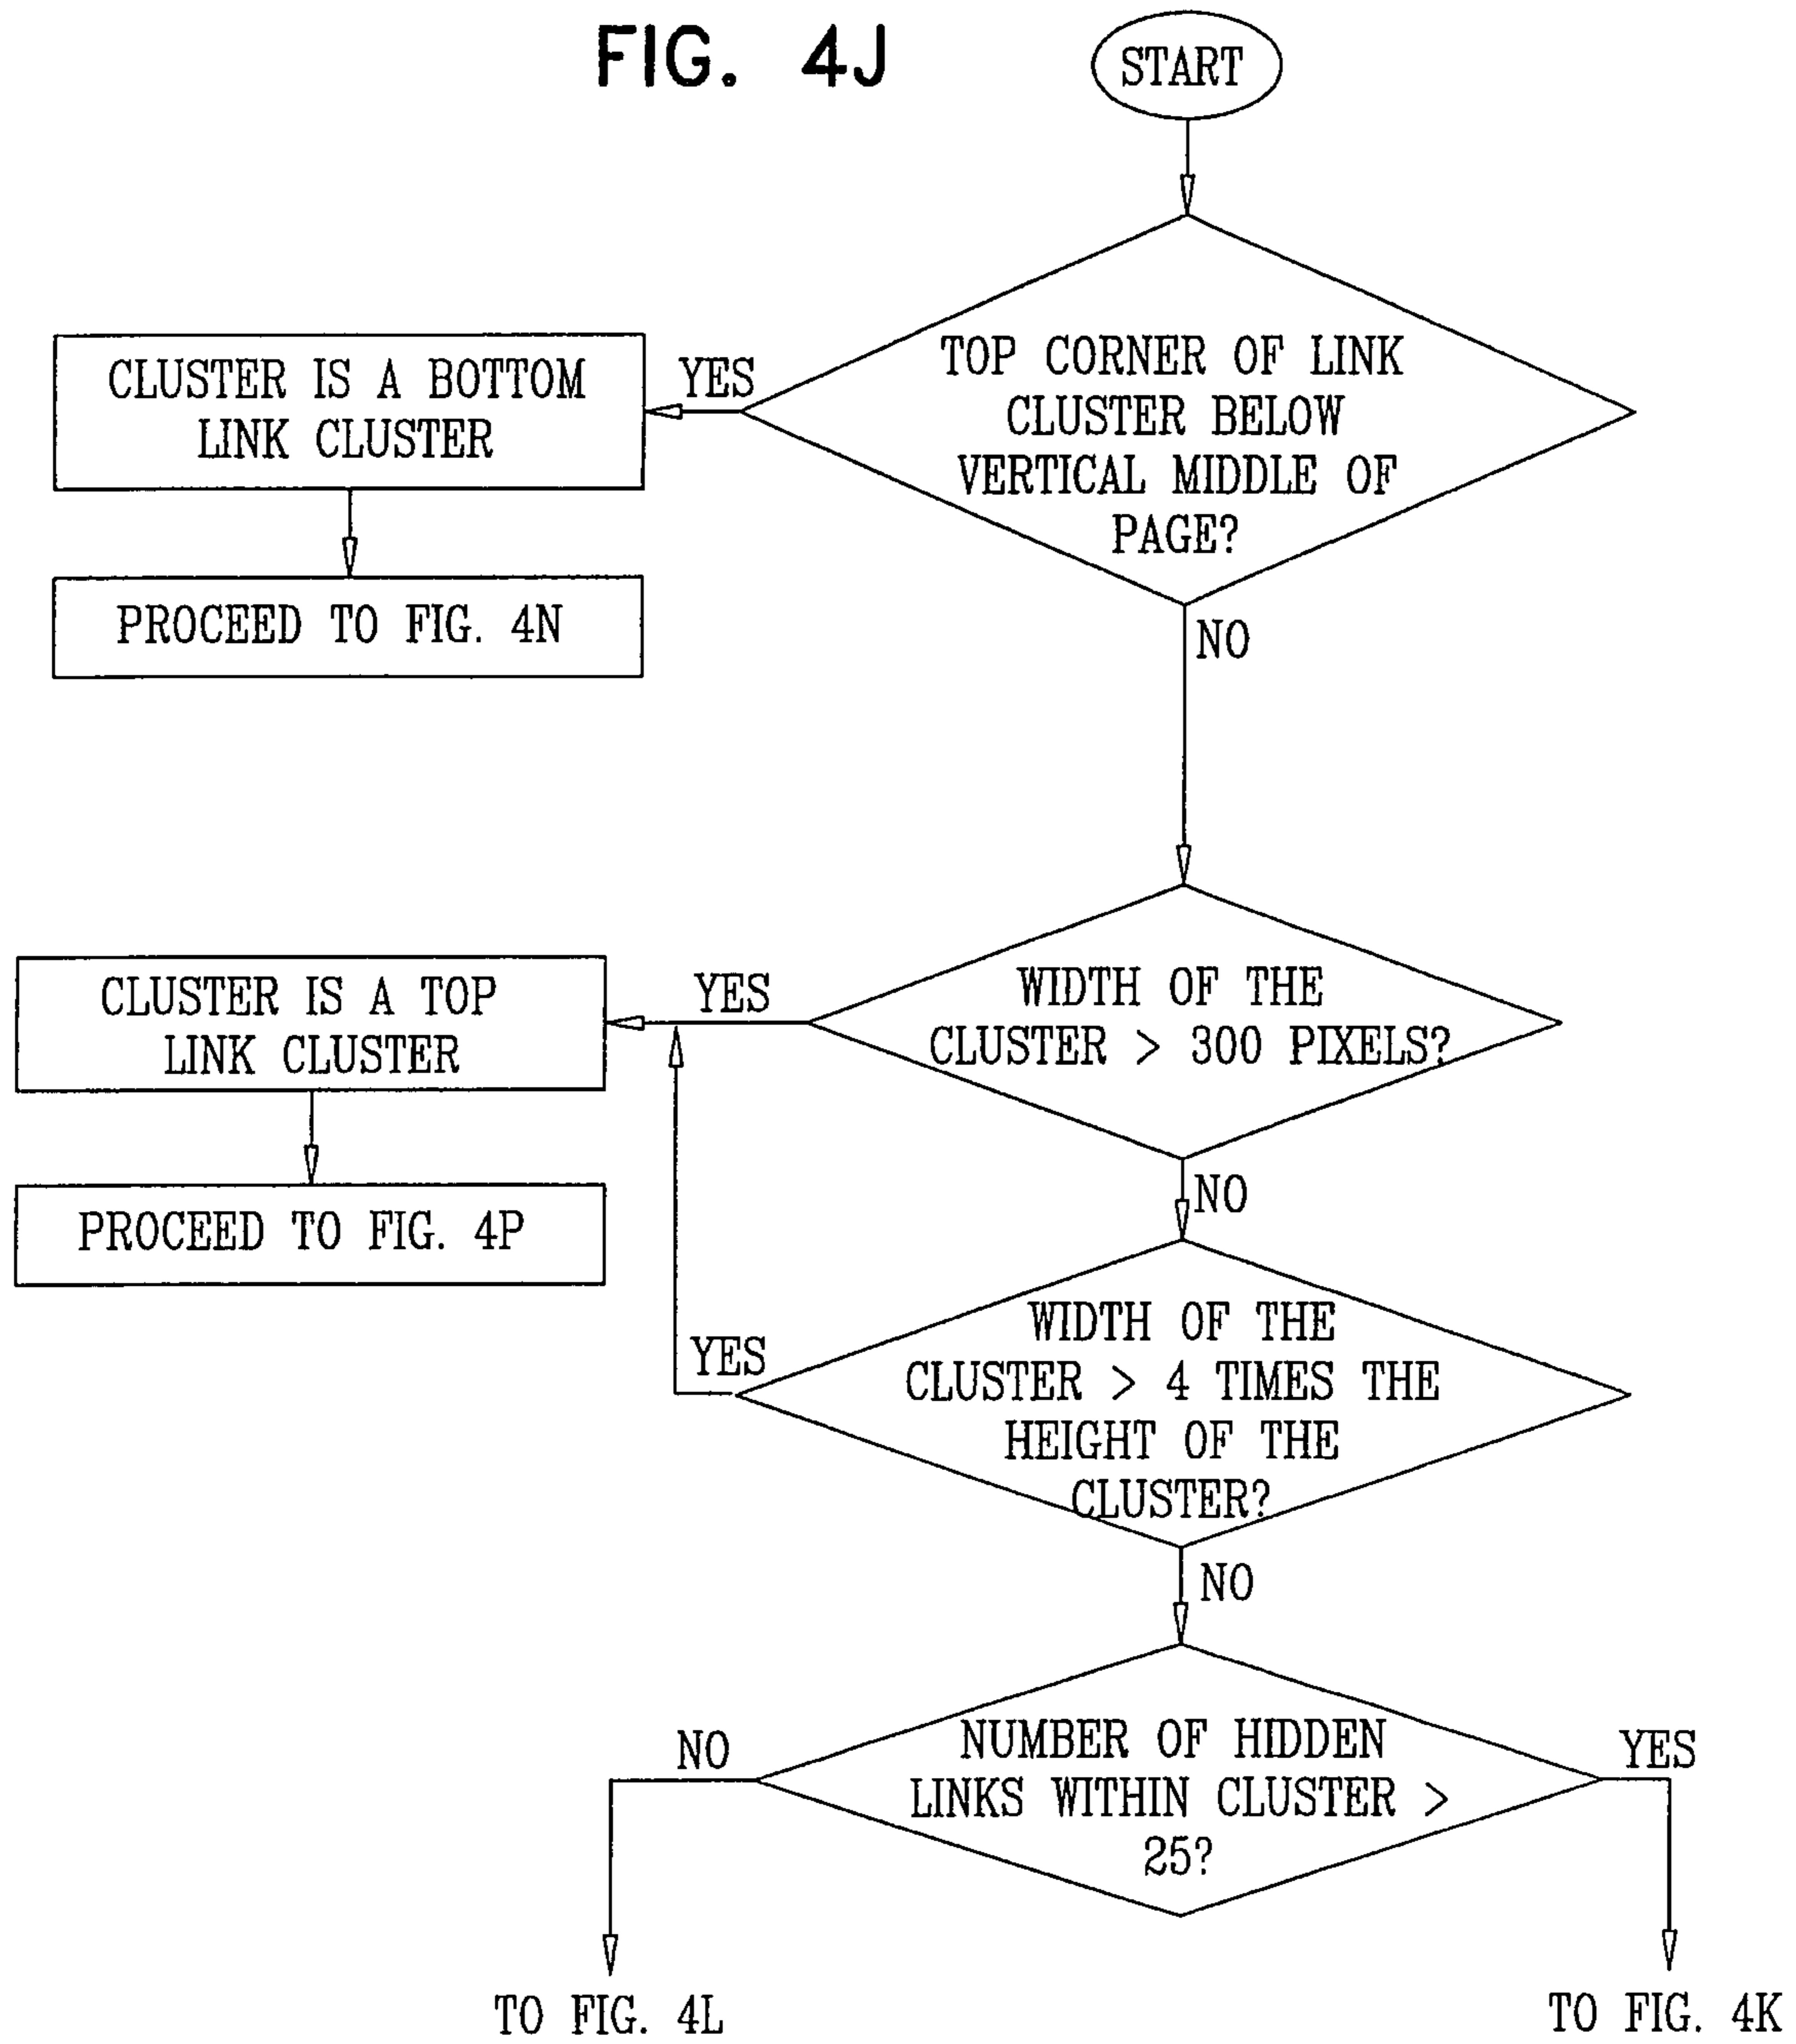 FIG. 4J
START
TOP CORNER OF LINK
CLUSTER BELOW
VERTICAL MIDDLE OF
PAGE?
YES
CLUSTER IS A BOTTOM
LINK CLUSTER
PROCEED TO FIG. 4N
NO
WIDTH OF THE
CLUSTER > 300 PIXELS?
YES
CLUSTER IS A TOP
LINK CLUSTER
PROCEED TO FIG. 4P
NO
WIDTH OF THE
CLUSTER > 4 TIMES THE
HEIGHT OF THE
CLUSTER?
YES
NO
NUMBER OF HIDDEN
LINKS WITHIN CLUSTER >
25?
NO
YES
TO FIG. 4L
TO FIG. 4K